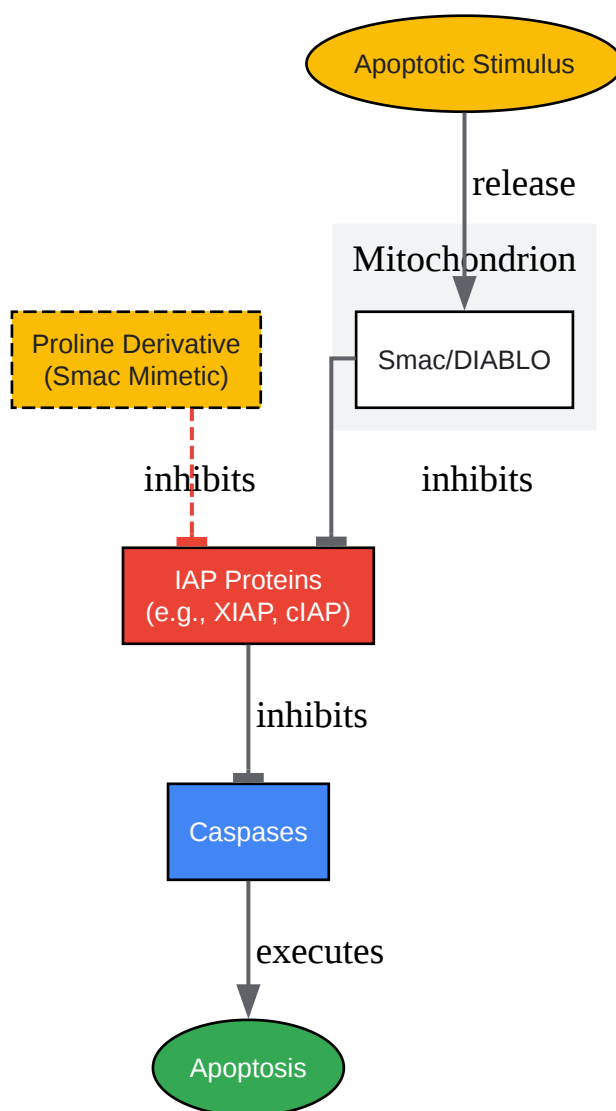 Apoptotic Stimulus
release
Mitochondrion
Proline Derivative
(Smac Mimetic)
Smac/DIABLO
inhibits
inhibits
IAP Proteins
(e.g., XIAP, cIAP)
inhibits
Caspases
executes
Apoptosis